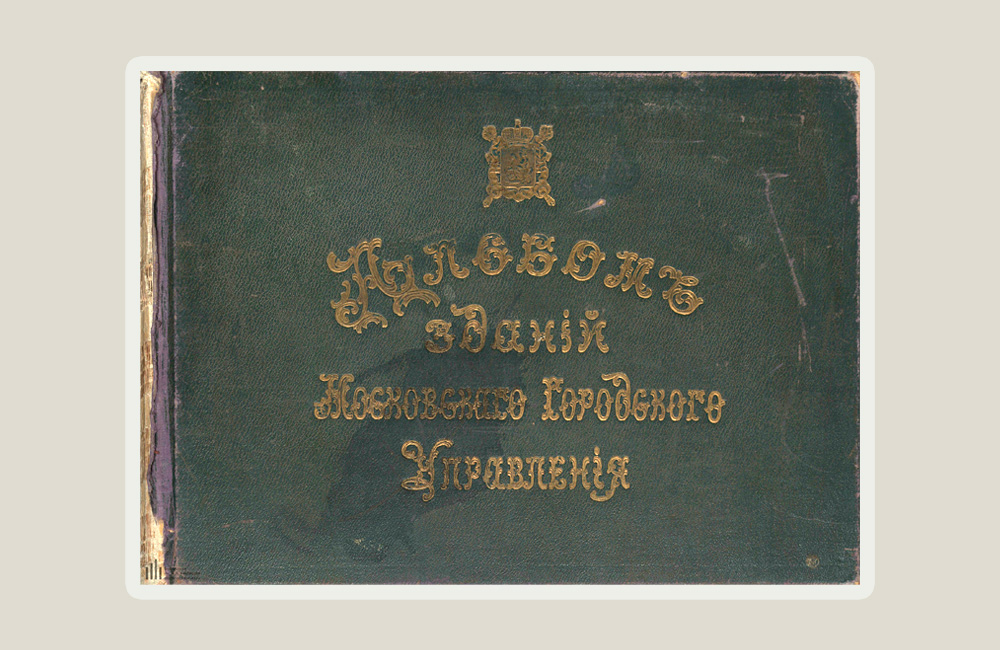 Альбомъ
зданій
Московскаго Городского
Управленія